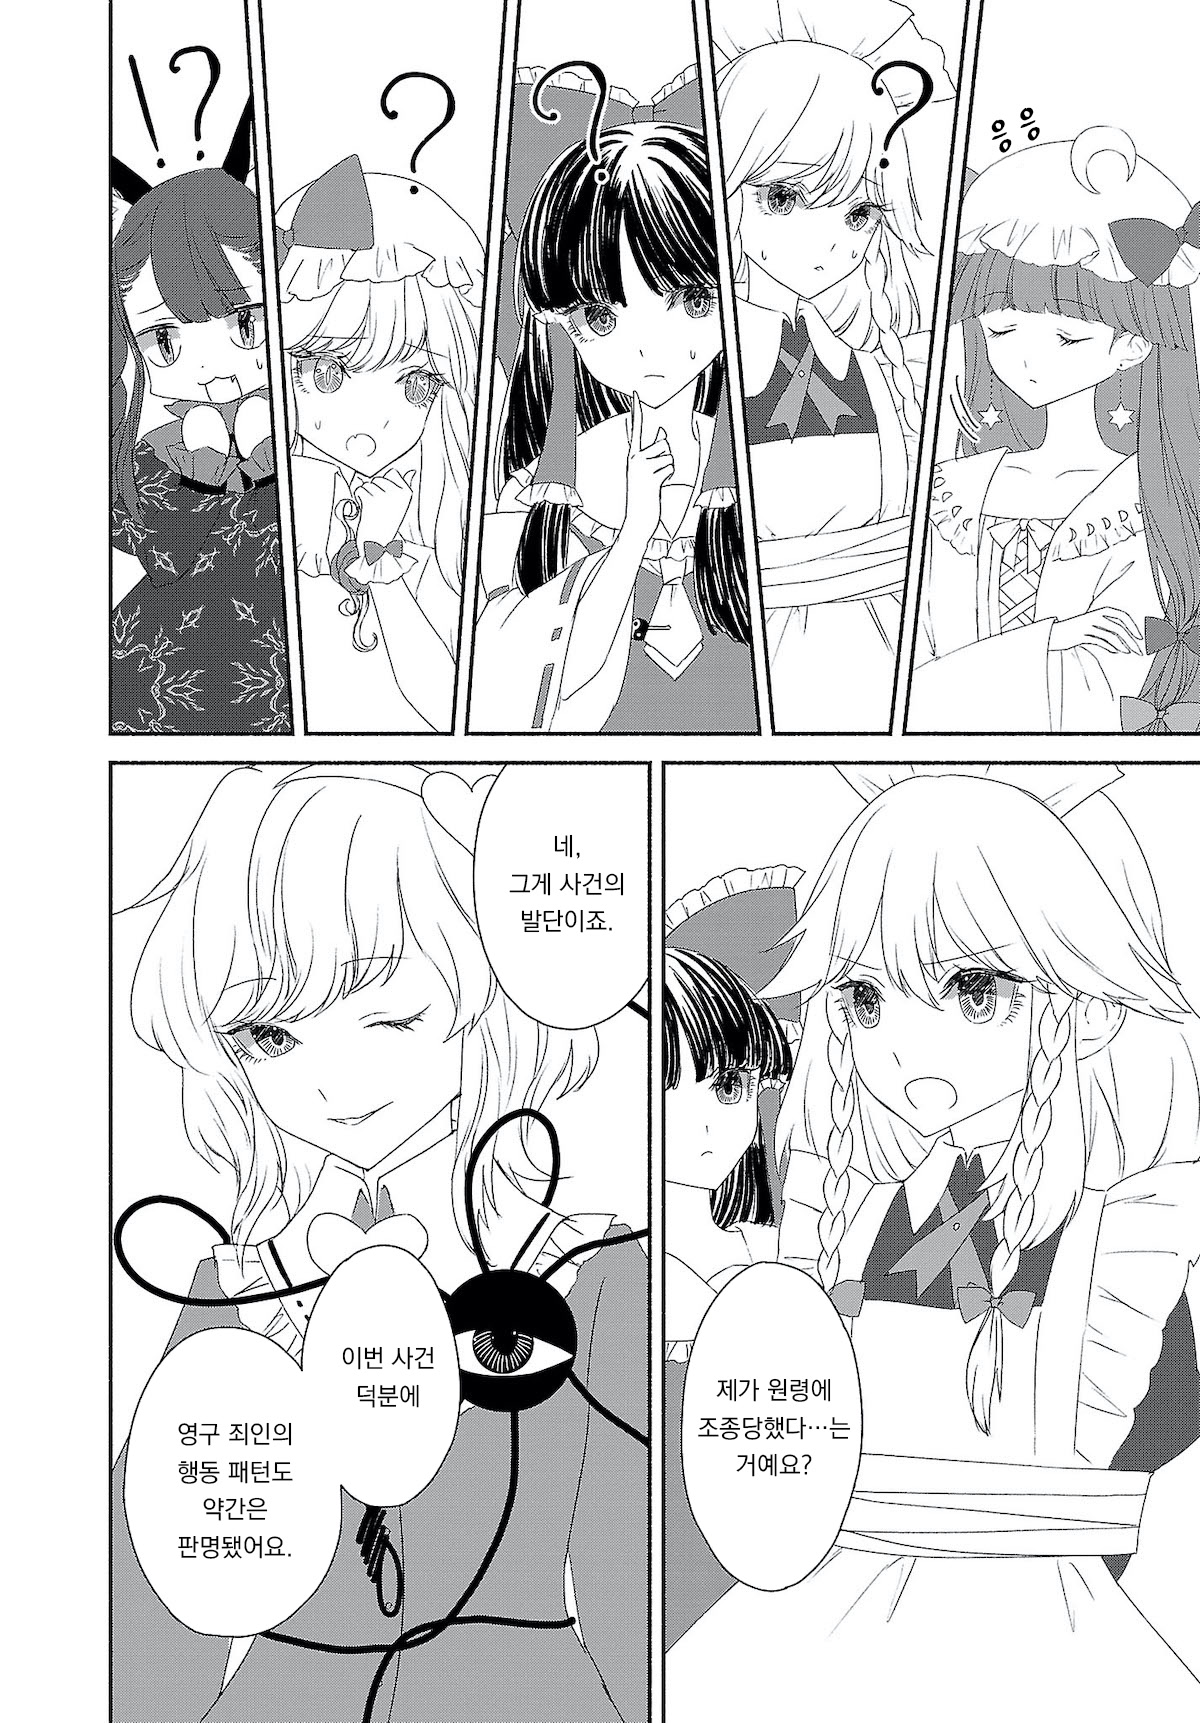 응응
?
?
?
!?
제가 원령에
조종당했다…는
거예요?
네,
그게 사건의
발단이죠.
이번 사건
덕분에
영구 죄인의
행동 패턴도
약간은
판명됐어요.